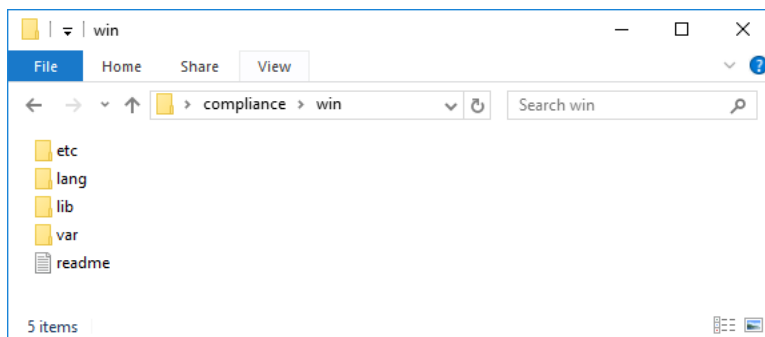 win
File Home Share View ?
compliance > win Search win
etc
lang
lib
var
readme
5 items